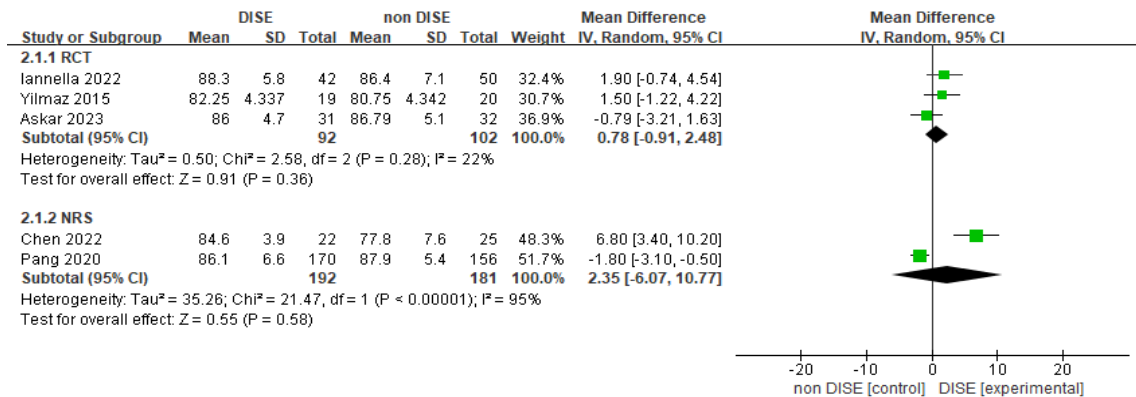 DISE non DISE Mean Difference Mean Difference
Study or Subgroup Mean SD Total Mean SD Total Weight IV, Random, 95% CI IV, Random, 95% CI
2.1.1 RCT
Iannella 2022 88.3 5.8 42 86.4 7.1 50 32.4% 1.90 [-0.74, 4.54]
Yilmaz 2015 82.25 4.337 19 80.75 4.342 20 30.7% 1.50 [-1.22, 4.22]
Askar 2023 86 4.7 31 86.79 5.1 32 36.9% -0.79 [-3.21, 1.63]
Subtotal (95% CI) 92 102 100.0% 0.78 [-0.91, 2.48]
Heterogeneity: Tau² = 0.50; Chi² = 2.58, df = 2 (P = 0.28); I² = 22%
Test for overall effect: Z = 0.91 (P = 0.36)
2.1.2 NRS
Chen 2022 84.6 3.9 22 77.8 7.6 25 48.3% 6.80 [3.40, 10.20]
Pang 2020 86.1 6.6 170 87.9 5.4 156 51.7% -1.80 [-3.10, -0.50]
Subtotal (95% CI) 192 181 100.0% 2.35 [-6.07, 10.77]
Heterogeneity: Tau² = 35.26; Chi² = 21.47, df = 1 (P < 0.00001); I² = 95%
Test for overall effect: Z = 0.55 (P = 0.58)
-20 -10 0 10 20
non DISE [control] DISE [experimental]